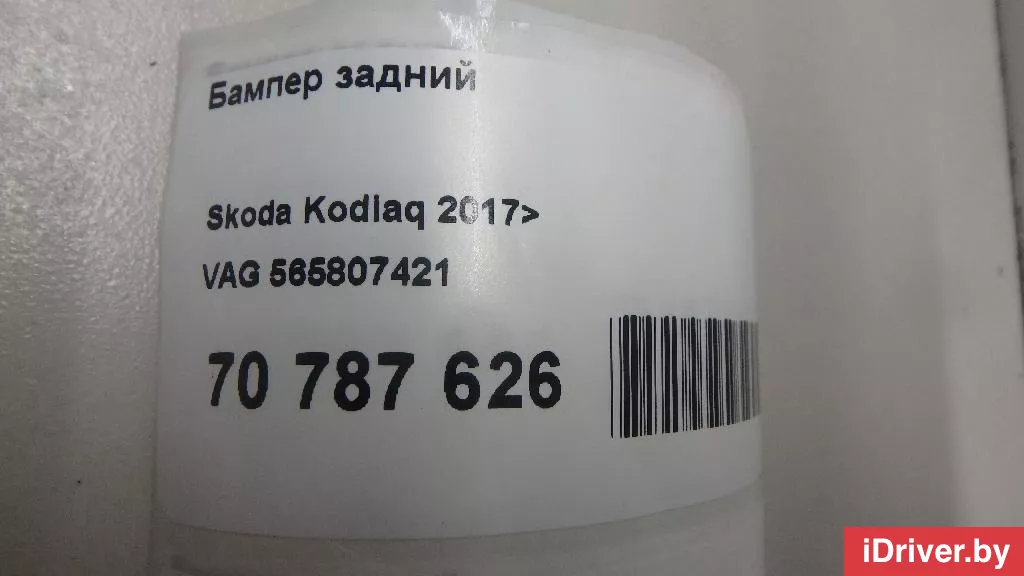 Бампер задний
Skoda Kodiaq 2017>
VAG 565807421
70 787 626
iDriver.by